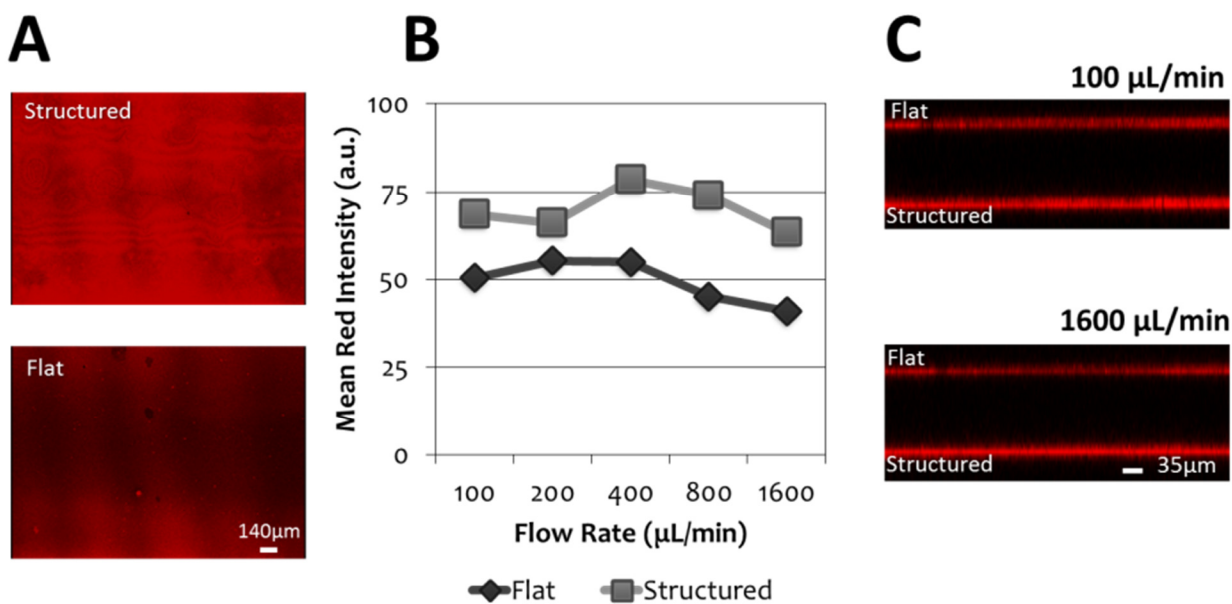 A
B
C
Structured
Flat
140µm
100
75
50
25
0
Mean Red Intensity (a.u.)
100 200 400 800 1600
Flow Rate (µL/min)
Flat Structured
100 µL/min
Flat
Structured
1600 µL/min
Flat
Structured
35µm